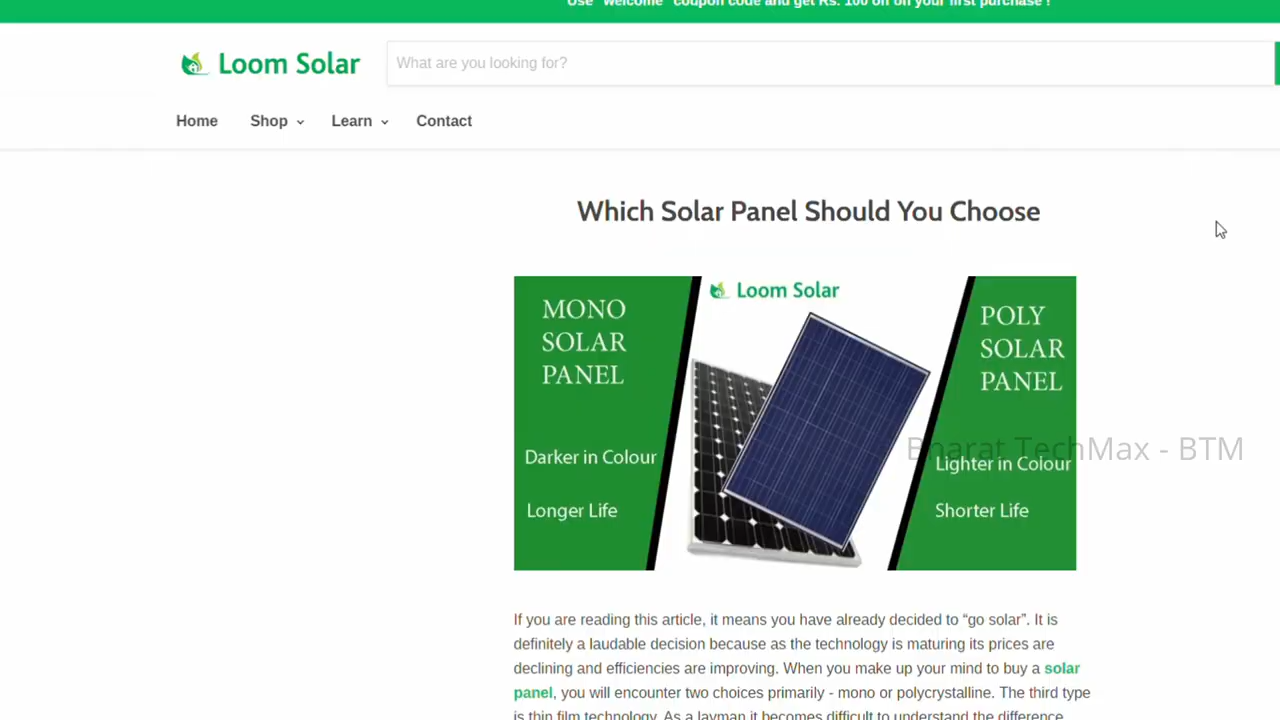 Use "welcome" coupon code and get Rs. 100 off on your first purchase !
Loom Solar
What are you looking for?
Home Shop Learn Contact
Which Solar Panel Should You Choose
Loom Solar
MONO
SOLAR
PANEL
Darker in Colour
Longer Life
POLY
SOLAR
PANEL
Lighter in Colour
Shorter Life
Bharat TechMax - BTM
If you are reading this article, it means you have already decided to “go solar”. It is
definitely a laudable decision because as the technology is maturing its prices are
declining and efficiencies are improving. When you make up your mind to buy a solar
panel, you will encounter two choices primarily - mono or polycrystalline. The third type
is thin film technology. As a layman it becomes difficult to understand the difference